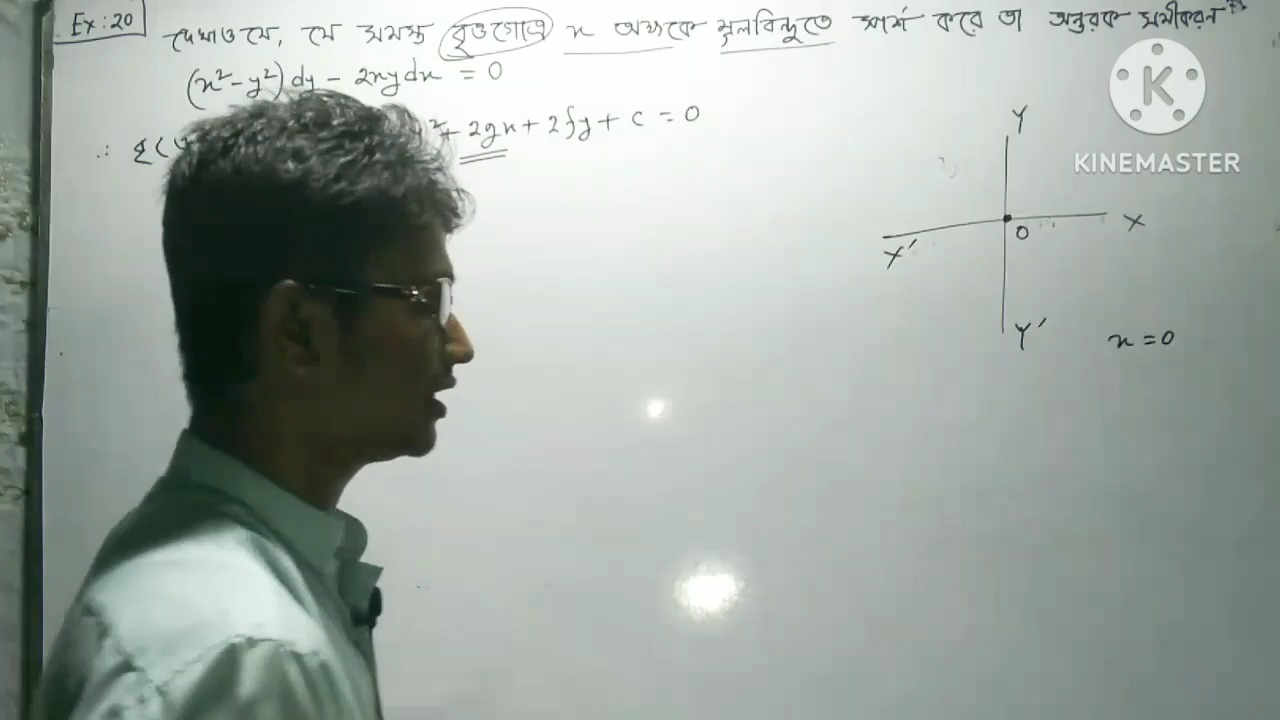 Ex: 20
দেখাও যে, যে সমস্ত বৃত্তগোত্র x অক্ষকে মূলবিন্দুতে স্পর্শ করে তা অন্তরক সমীকরণ
(x²-y²) dy - 2xydx = 0
∴ + 2gx + 2fy + c = 0
Y
KINEMASTER
X
O
X'
Y'
x = 0